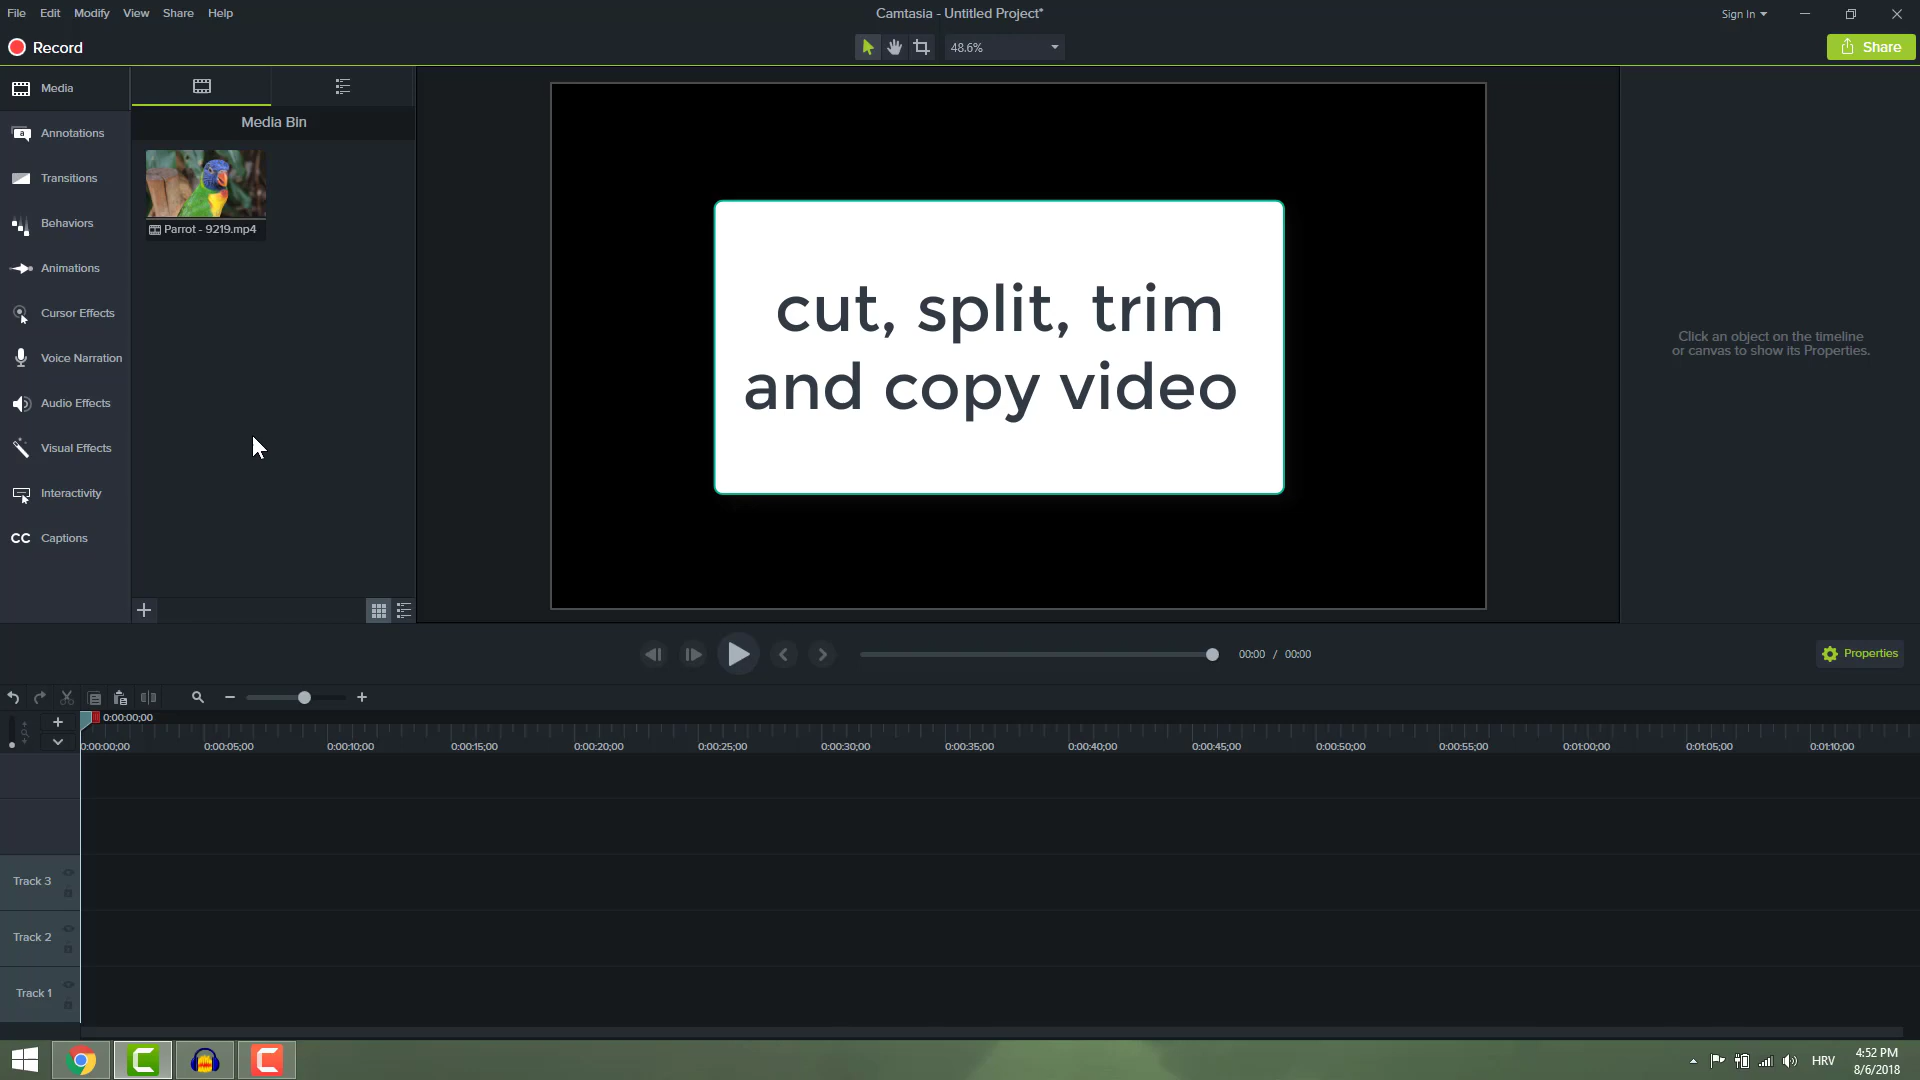 File Edit Modify View Share Help
Camtasia - Untitled Project*
Sign In
Record
48.6%
Share
Media
Annotations
Transitions
Behaviors
Animations
Cursor Effects
Voice Narration
Audio Effects
Visual Effects
Interactivity
CC Captions
Media Bin
Parrot - 9219.mp4
cut, split, trim
and copy video
Click an object on the timeline
or canvas to show its Properties.
00:00 / 00:00
Properties
0:00:00;00
0:00:00;00 0:00:05;00 0:00:10;00 0:00:15;00 0:00:20;00 0:00:25;00 0:00:30;00 0:00:35;00 0:00:40;00 0:00:45;00 0:00:50;00 0:00:55;00 0:01:00;00 0:01:05;00 0:01:10;00
Track 3
Track 2
Track 1
HRV
4:52 PM
8/6/2018